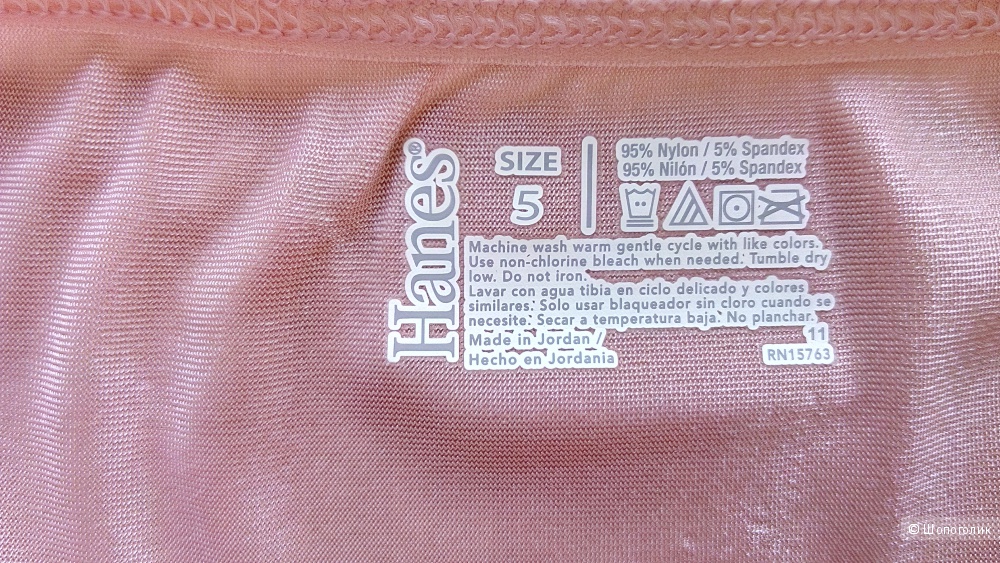 Hanes®
SIZE
5
95% Nylon / 5% Spandex
95% Nilón / 5% Spandex
Machine wash warm gentle cycle with like colors.
Use non-chlorine bleach when needed. Tumble dry
low. Do not iron.
Lavar con agua tibia en ciclo delicado y colores
similares. Solo usar blaqueador sin cloro cuando se
necesite. Secar a temperatura baja. No planchar.
Made in Jordan /
Hecho en Jordania
11
RN15763
© Шопоголик